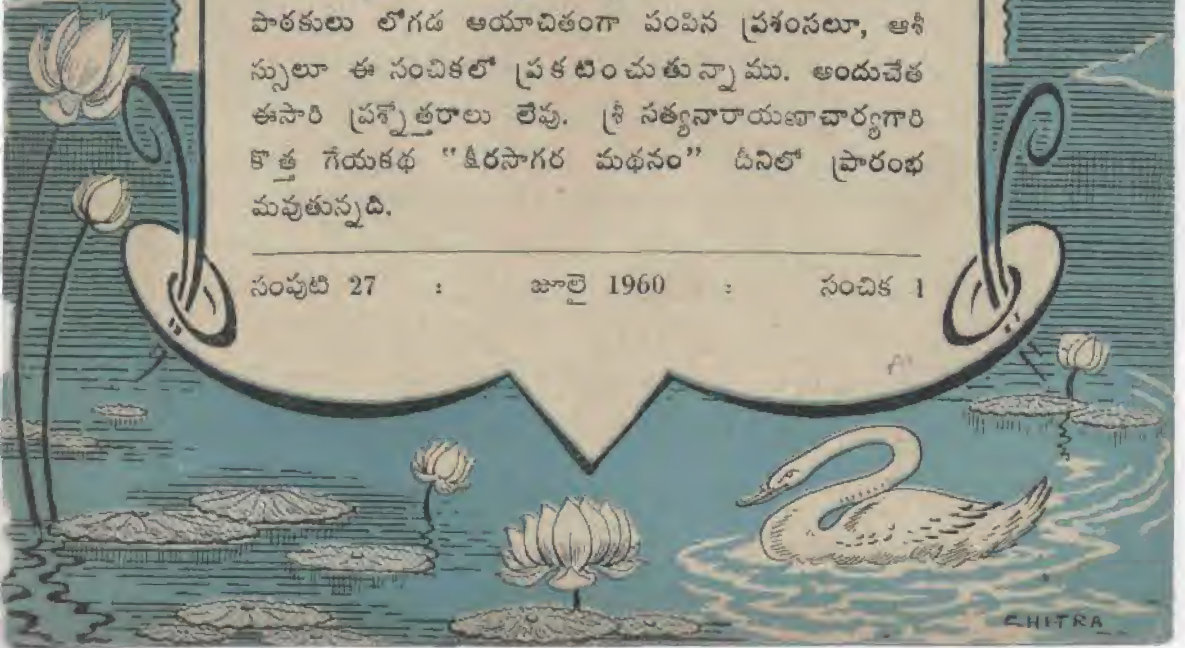 పాఠకులు లోగడ ఆయాచితంగా పంపిన ప్రశంసలూ, ఆశీ
స్సులూ ఈ సంచికలో ప్రకటించుతున్నాము. అందుచేత
ఈసారి ప్రశ్నోత్తరాలు లేవు. శ్రీ సత్యనారాయణాచార్యగారి
కొత్త గేయకథ "క్షీరసాగర మథనం" దీనిలో ప్రారంభ
మవుతున్నది.
సంపుటి 27 : జూలై 1960 : సంచిక 1
CHITRA